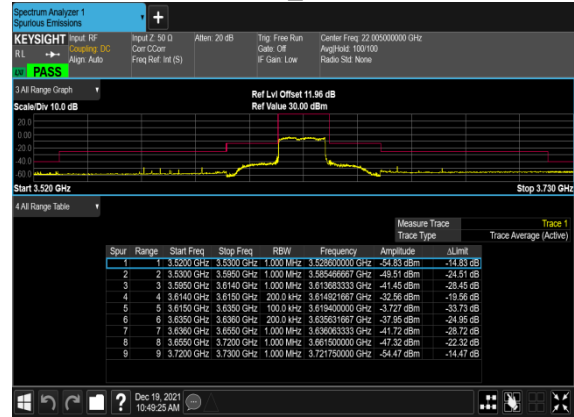 Spectrum Analyzer 1
Spurious Emissions
KEYSIGHT Input: RF Input Z: 50 Ω Atten: 20 dB Trig: Free Run Center Freq: 22.005000000 GHz
R L Coupling: DC Corr CCorr Gate: Off Avg|Hold: 100/100
Align: Auto Freq Ref: Int (S) IF Gain: Low Radio Std: None
PASS
3 All Range Graph
Ref Lvl Offset 11.96 dB
Scale/Div 10.0 dB Ref Value 30.00 dBm
20.0
0.00
-20.0
-40.0
-60.0
Start 3.520 GHz Stop 3.730 GHz
4 All Range Table
Measure Trace Trace 1
Trace Type Trace Average (Active)
Spur Range Start Freq Stop Freq RBW Frequency Amplitude ΔLimit
1 1 3.5200 GHz 3.5300 GHz 1.000 MHz 3.528600000 GHz -54.83 dBm -14.83 dB
2 2 3.5300 GHz 3.5950 GHz 1.000 MHz 3.585466667 GHz -49.51 dBm -24.51 dB
3 3 3.5950 GHz 3.6140 GHz 1.000 MHz 3.613683333 GHz -41.45 dBm -28.45 dB
4 4 3.6140 GHz 3.6150 GHz 200.0 kHz 3.614921667 GHz -32.56 dBm -19.56 dB
5 5 3.6150 GHz 3.6350 GHz 100.0 kHz 3.619400000 GHz -3.727 dBm -33.73 dB
6 6 3.6350 GHz 3.6360 GHz 200.0 kHz 3.635631667 GHz -37.95 dBm -24.95 dB
7 7 3.6360 GHz 3.6550 GHz 1.000 MHz 3.636063333 GHz -41.72 dBm -28.72 dB
8 8 3.6550 GHz 3.7200 GHz 1.000 MHz 3.661500000 GHz -47.32 dBm -22.32 dB
9 9 3.7200 GHz 3.7300 GHz 1.000 MHz 3.721750000 GHz -54.47 dBm -14.47 dB
Dec 19, 2021
10:49:25 AM